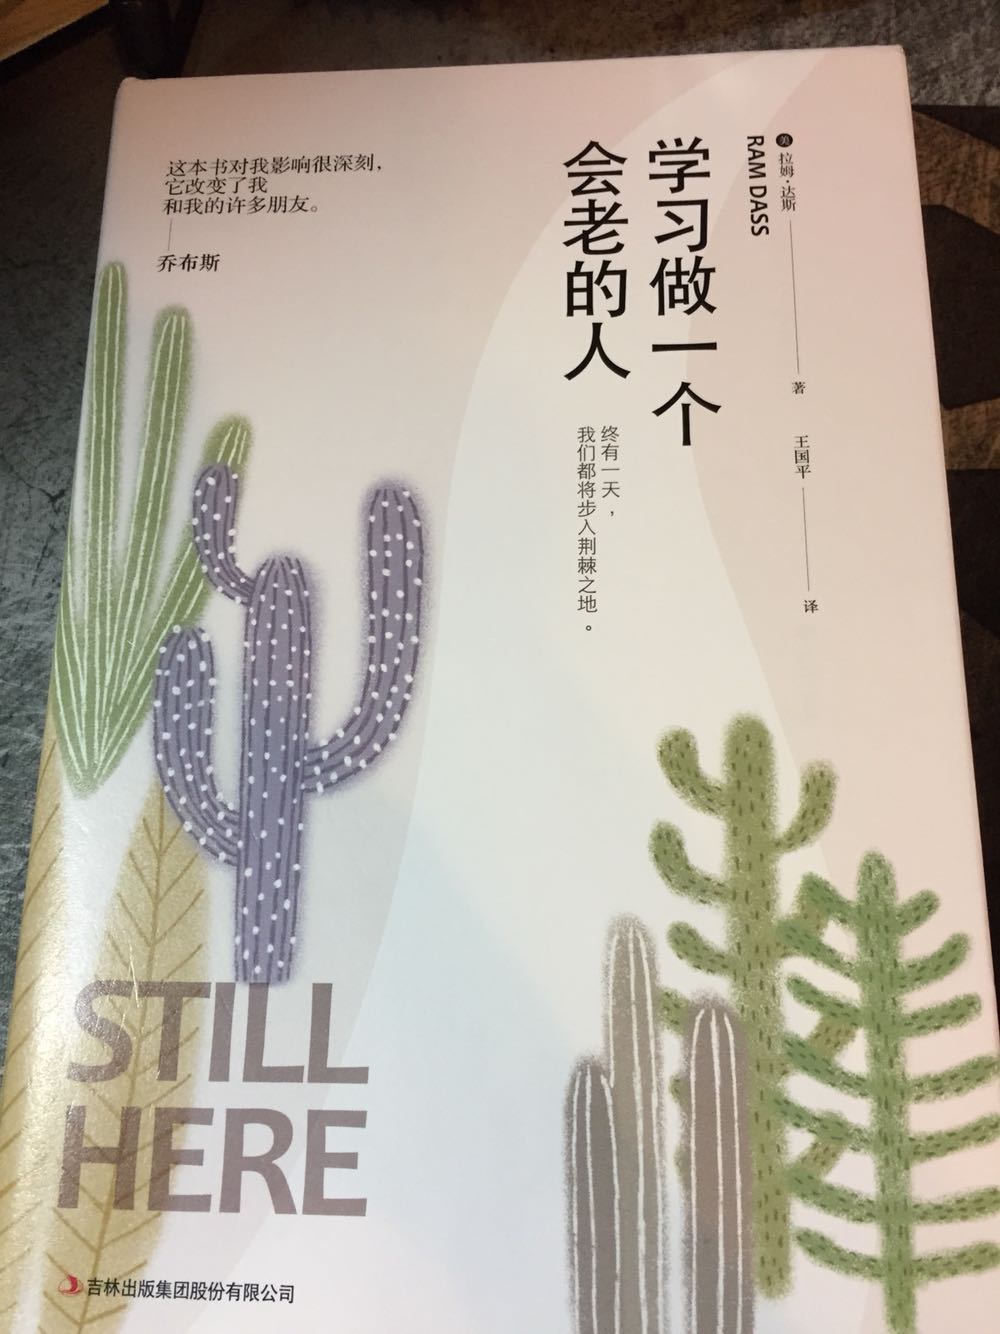 这本书对我影响很深刻，
它改变了我
和我的许多朋友。
乔布斯
美 拉姆·达斯 著
RAM DASS
王国平 译
学习做一个
会老的人
终有一天，
我们都将步入荆棘之地。
STILL
HERE
吉林出版集团股份有限公司